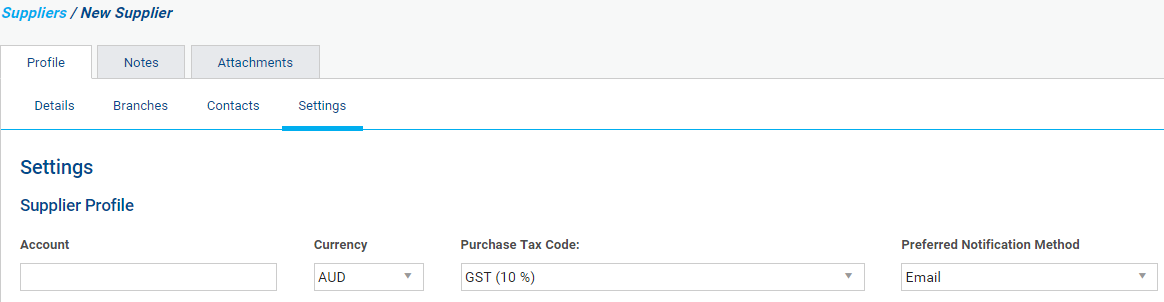 Suppliers / New Supplier
Profile Notes Attachments
Details Branches Contacts Settings
Settings
Supplier Profile
Account Currency Purchase Tax Code: Preferred Notification Method
AUD GST (10 %) Email